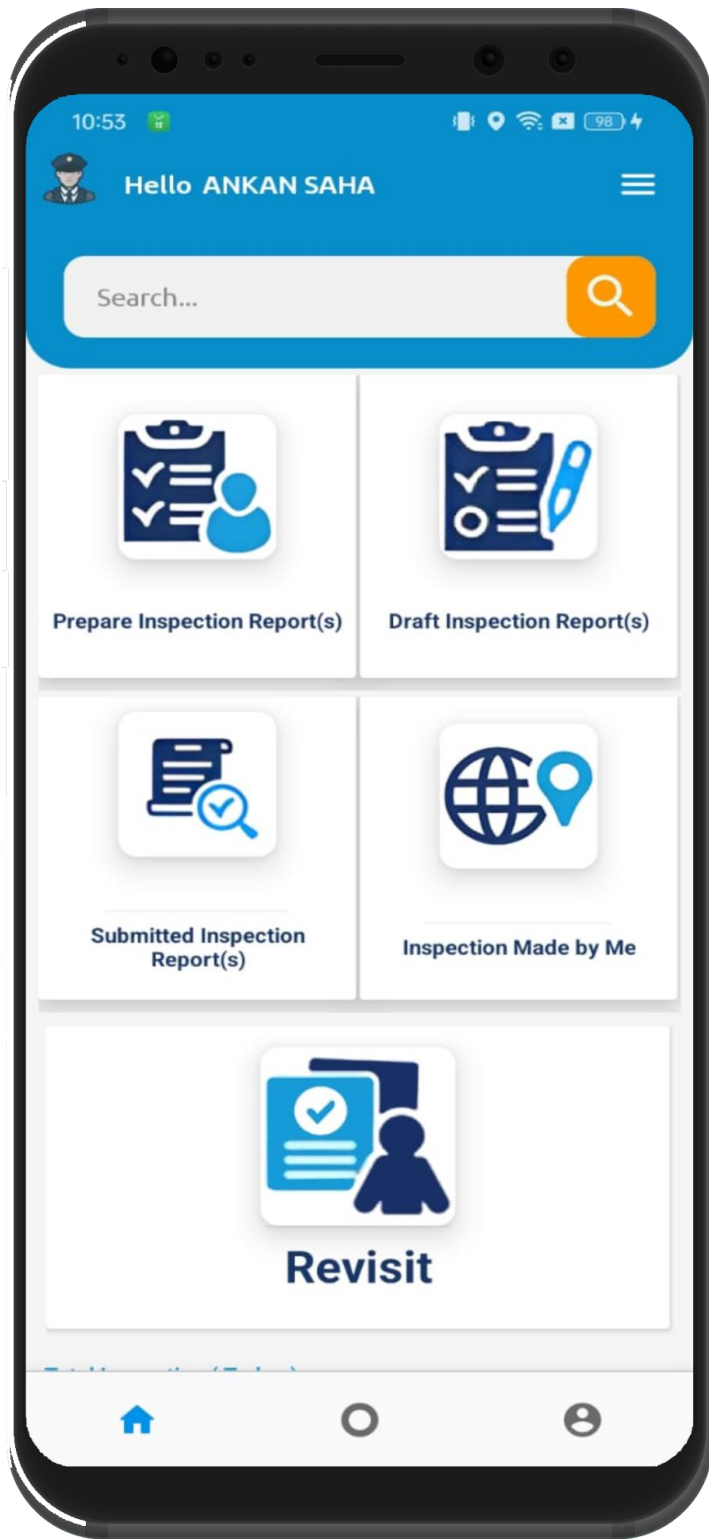 10:53
98
Hello ANKAN SAHA
Search...
Prepare Inspection Report(s)
Draft Inspection Report(s)
Submitted Inspection
Report(s)
Inspection Made by Me
Revisit